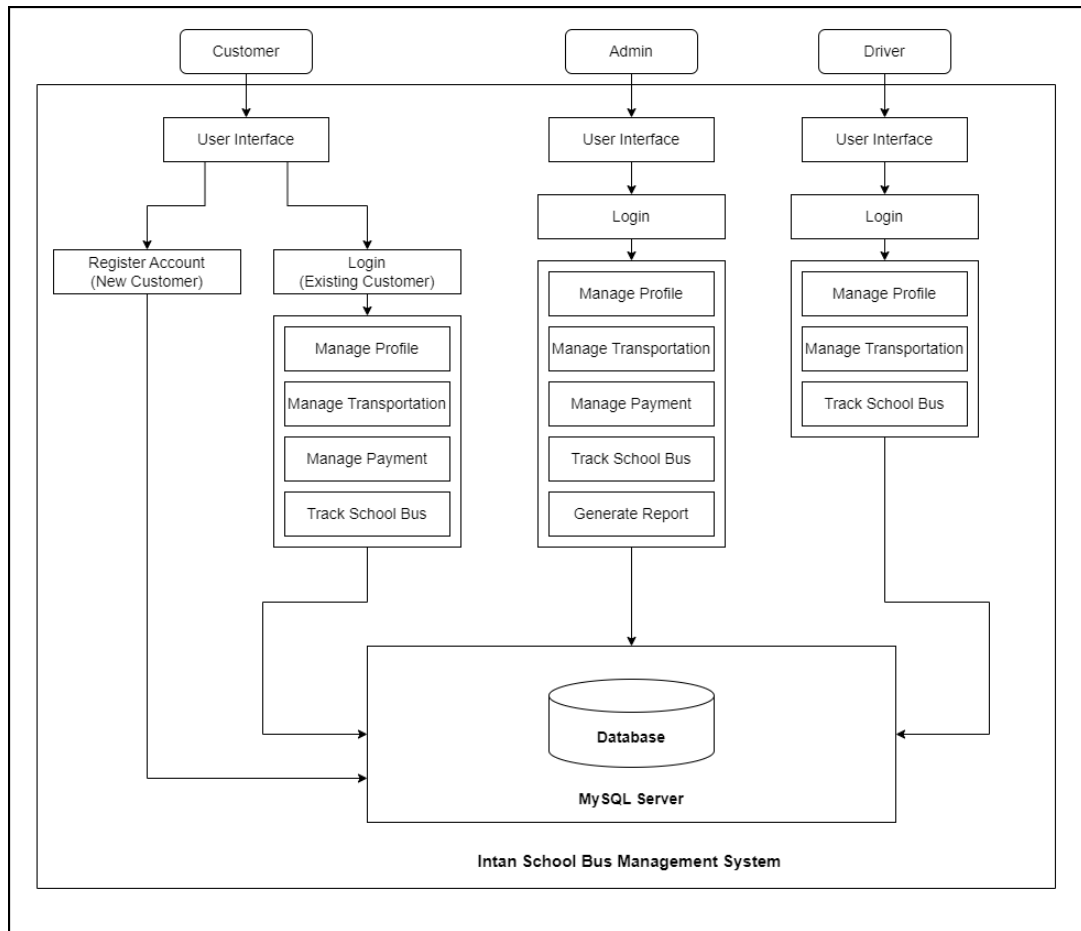 Customer
Admin
Driver
User Interface
User Interface
User Interface
Login
Login
Register Account
(New Customer)
Login
(Existing Customer)
Manage Profile
Manage Transportation
Manage Payment
Track School Bus
Manage Profile
Manage Transportation
Manage Payment
Track School Bus
Generate Report
Manage Profile
Manage Transportation
Track School Bus
Database
MySQL Server
Intan School Bus Management System